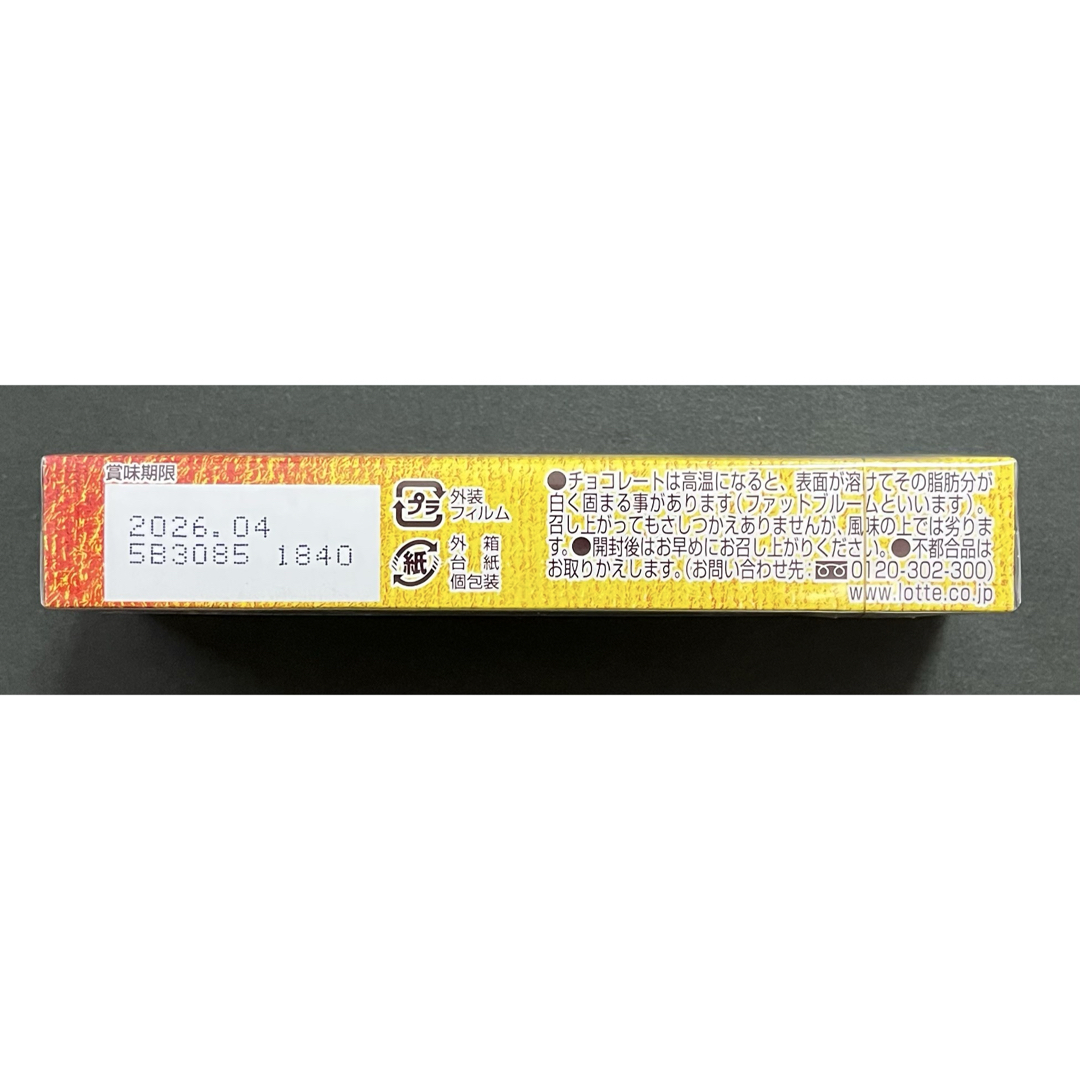 賞味期限
2026.04
5B3085 1840
プラ
外装
フィルム
紙
外箱
台紙
個包装
●チョコレートは高温になると、表面が溶けてその脂肪分が
白く固まる事があります(ファットブルームといいます)。
召し上がってもさしつかえありませんが、風味の上では劣りま
す。●開封後はお早めにお召し上がりください。●不都合品は
お取りかえします。(お問い合わせ先:0120-302-300)
www.lotte.co.jp